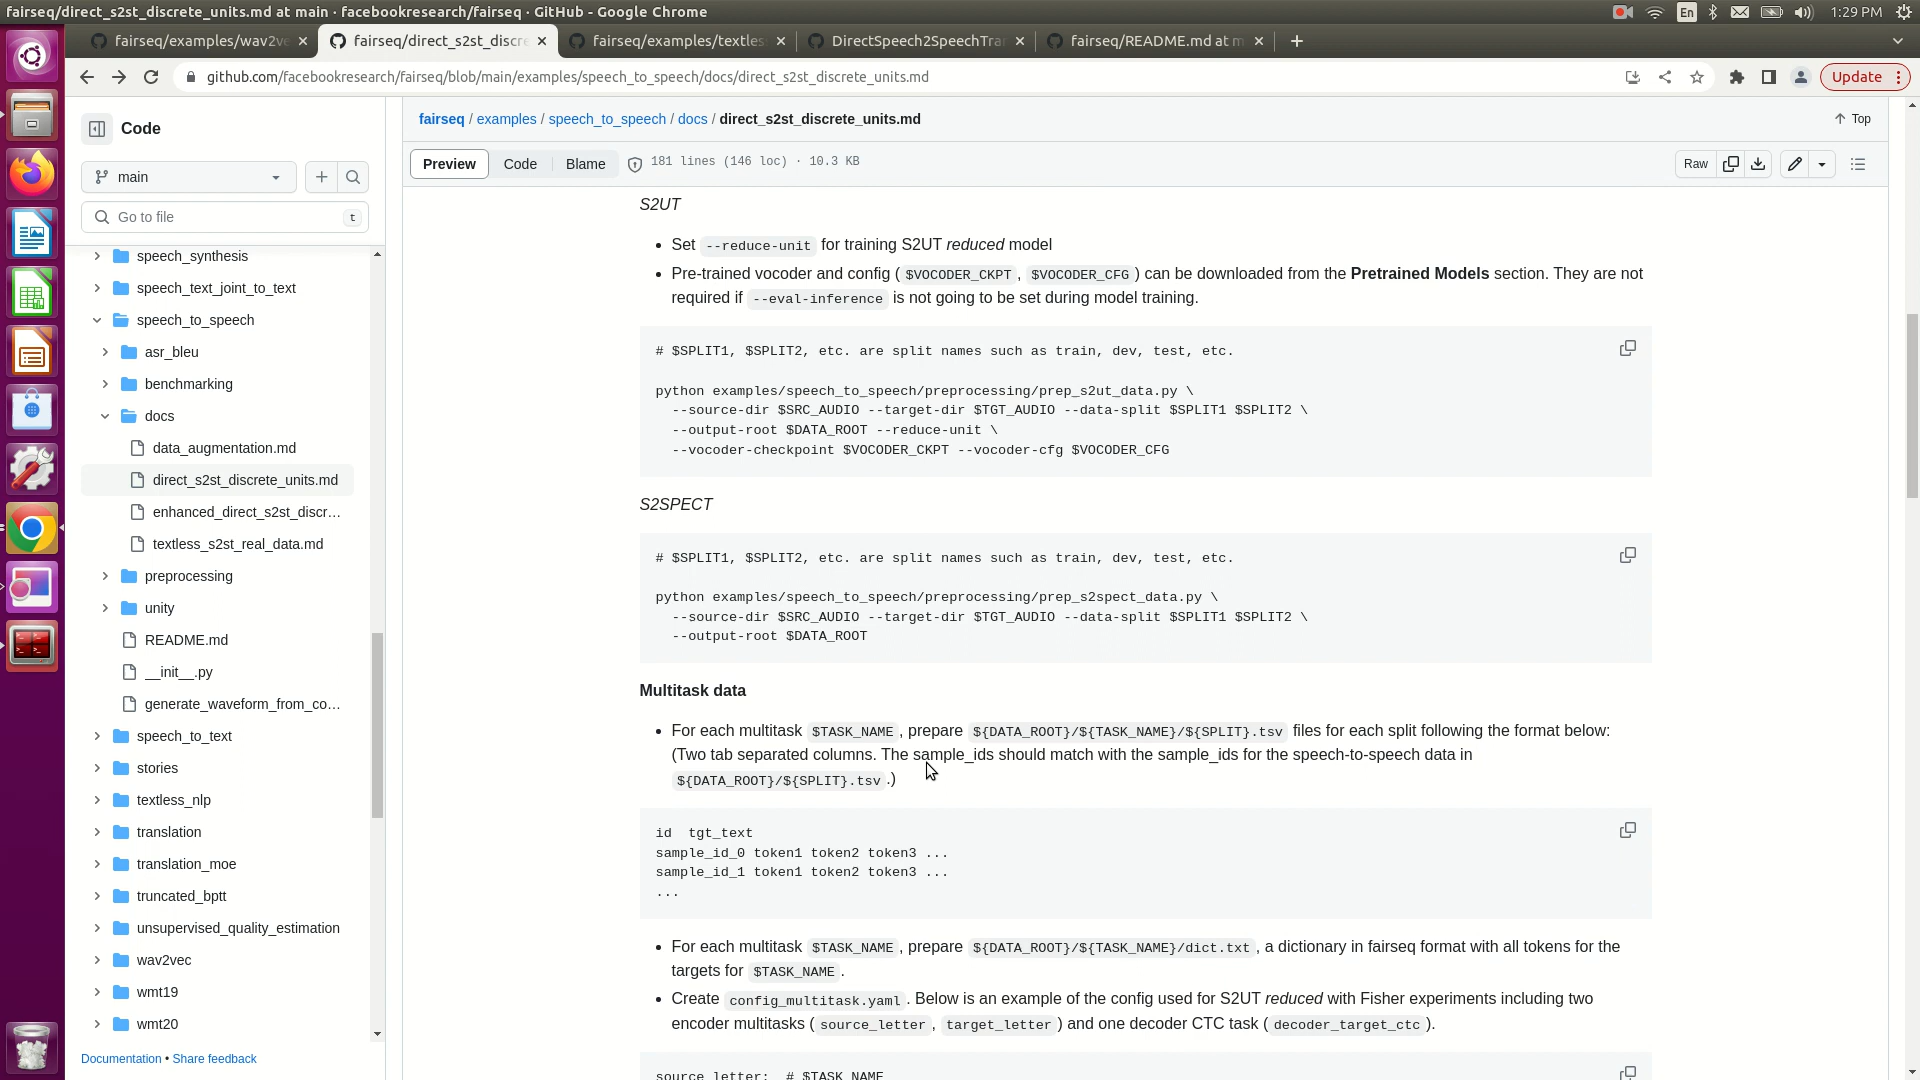 fairseq/direct_s2st_discrete_units.md at main · facebookresearch/fairseq · GitHub - Google Chrome
En
1:29 PM
fairseq/examples/wav2ve
fairseq/direct_s2st_discre
fairseq/examples/textles
DirectSpeech2SpeechTra
fairseq/README.md at m
github.com/facebookresearch/fairseq/blob/main/examples/speech_to_speech/docs/direct_s2st_discrete_units.md
Update
Code
main
Go to file
t
speech_synthesis
speech_text_joint_to_text
speech_to_speech
asr_bleu
benchmarking
docs
data_augmentation.md
direct_s2st_discrete_units.md
enhanced_direct_s2st_discr...
textless_s2st_real_data.md
preprocessing
unity
README.md
__init__.py
generate_waveform_from_co...
speech_to_text
stories
textless_nlp
translation
translation_moe
truncated_bptt
unsupervised_quality_estimation
wav2vec
wmt19
wmt20
Documentation • Share feedback
fairseq / examples / speech_to_speech / docs / direct_s2st_discrete_units.md
Top
Preview
Code
Blame
181 lines (146 loc) · 10.3 KB
Raw
S2UT
• Set --reduce-unit for training S2UT reduced model
• Pre-trained vocoder and config ( $VOCODER_CKPT, $VOCODER_CFG ) can be downloaded from the Pretrained Models section. They are not
required if --eval-inference is not going to be set during model training.
# $SPLIT1, $SPLIT2, etc. are split names such as train, dev, test, etc.
python examples/speech_to_speech/preprocessing/prep_s2ut_data.py \
--source-dir $SRC_AUDIO --target-dir $TGT_AUDIO --data-split $SPLIT1 $SPLIT2 \
--output-root $DATA_ROOT --reduce-unit \
--vocoder-checkpoint $VOCODER_CKPT --vocoder-cfg $VOCODER_CFG
S2SPECT
# $SPLIT1, $SPLIT2, etc. are split names such as train, dev, test, etc.
python examples/speech_to_speech/preprocessing/prep_s2spect_data.py \
--source-dir $SRC_AUDIO --target-dir $TGT_AUDIO --data-split $SPLIT1 $SPLIT2 \
--output-root $DATA_ROOT
Multitask data
• For each multitask $TASK_NAME, prepare ${DATA_ROOT}/${TASK_NAME}/${SPLIT}.tsv files for each split following the format below:
(Two tab separated columns. The sample_ids should match with the sample_ids for the speech-to-speech data in
${DATA_ROOT}/${SPLIT}.tsv .)
id tgt_text
sample_id_0 token1 token2 token3 ...
sample_id_1 token1 token2 token3 ...
...
• For each multitask $TASK_NAME, prepare ${DATA_ROOT}/${TASK_NAME}/dict.txt, a dictionary in fairseq format with all tokens for the
targets for $TASK_NAME.
• Create config_multitask.yaml. Below is an example of the config used for S2UT reduced with Fisher experiments including two
encoder multitasks ( source_letter, target_letter ) and one decoder CTC task ( decoder_target_ctc ).
source_letter: # $TASK_NAME